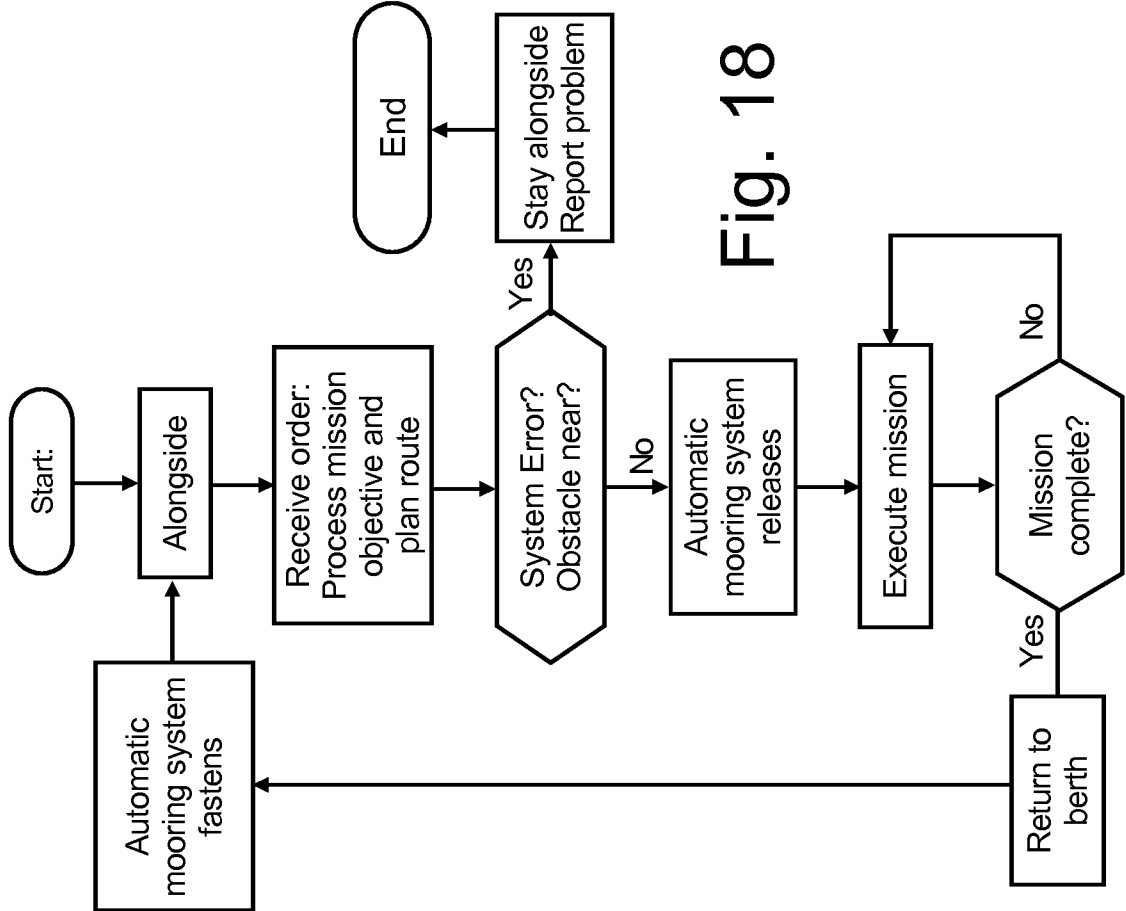 Start:
Alongside
Receive order:
Process mission
objective and
plan route
System Error?
Obstacle near?
Yes
Stay alongside
Report problem
End
No
Automatic
mooring system
releases
Execute mission
Mission
complete?
No
Yes
Return to
berth
Automatic
mooring system
fastens
Fig. 18